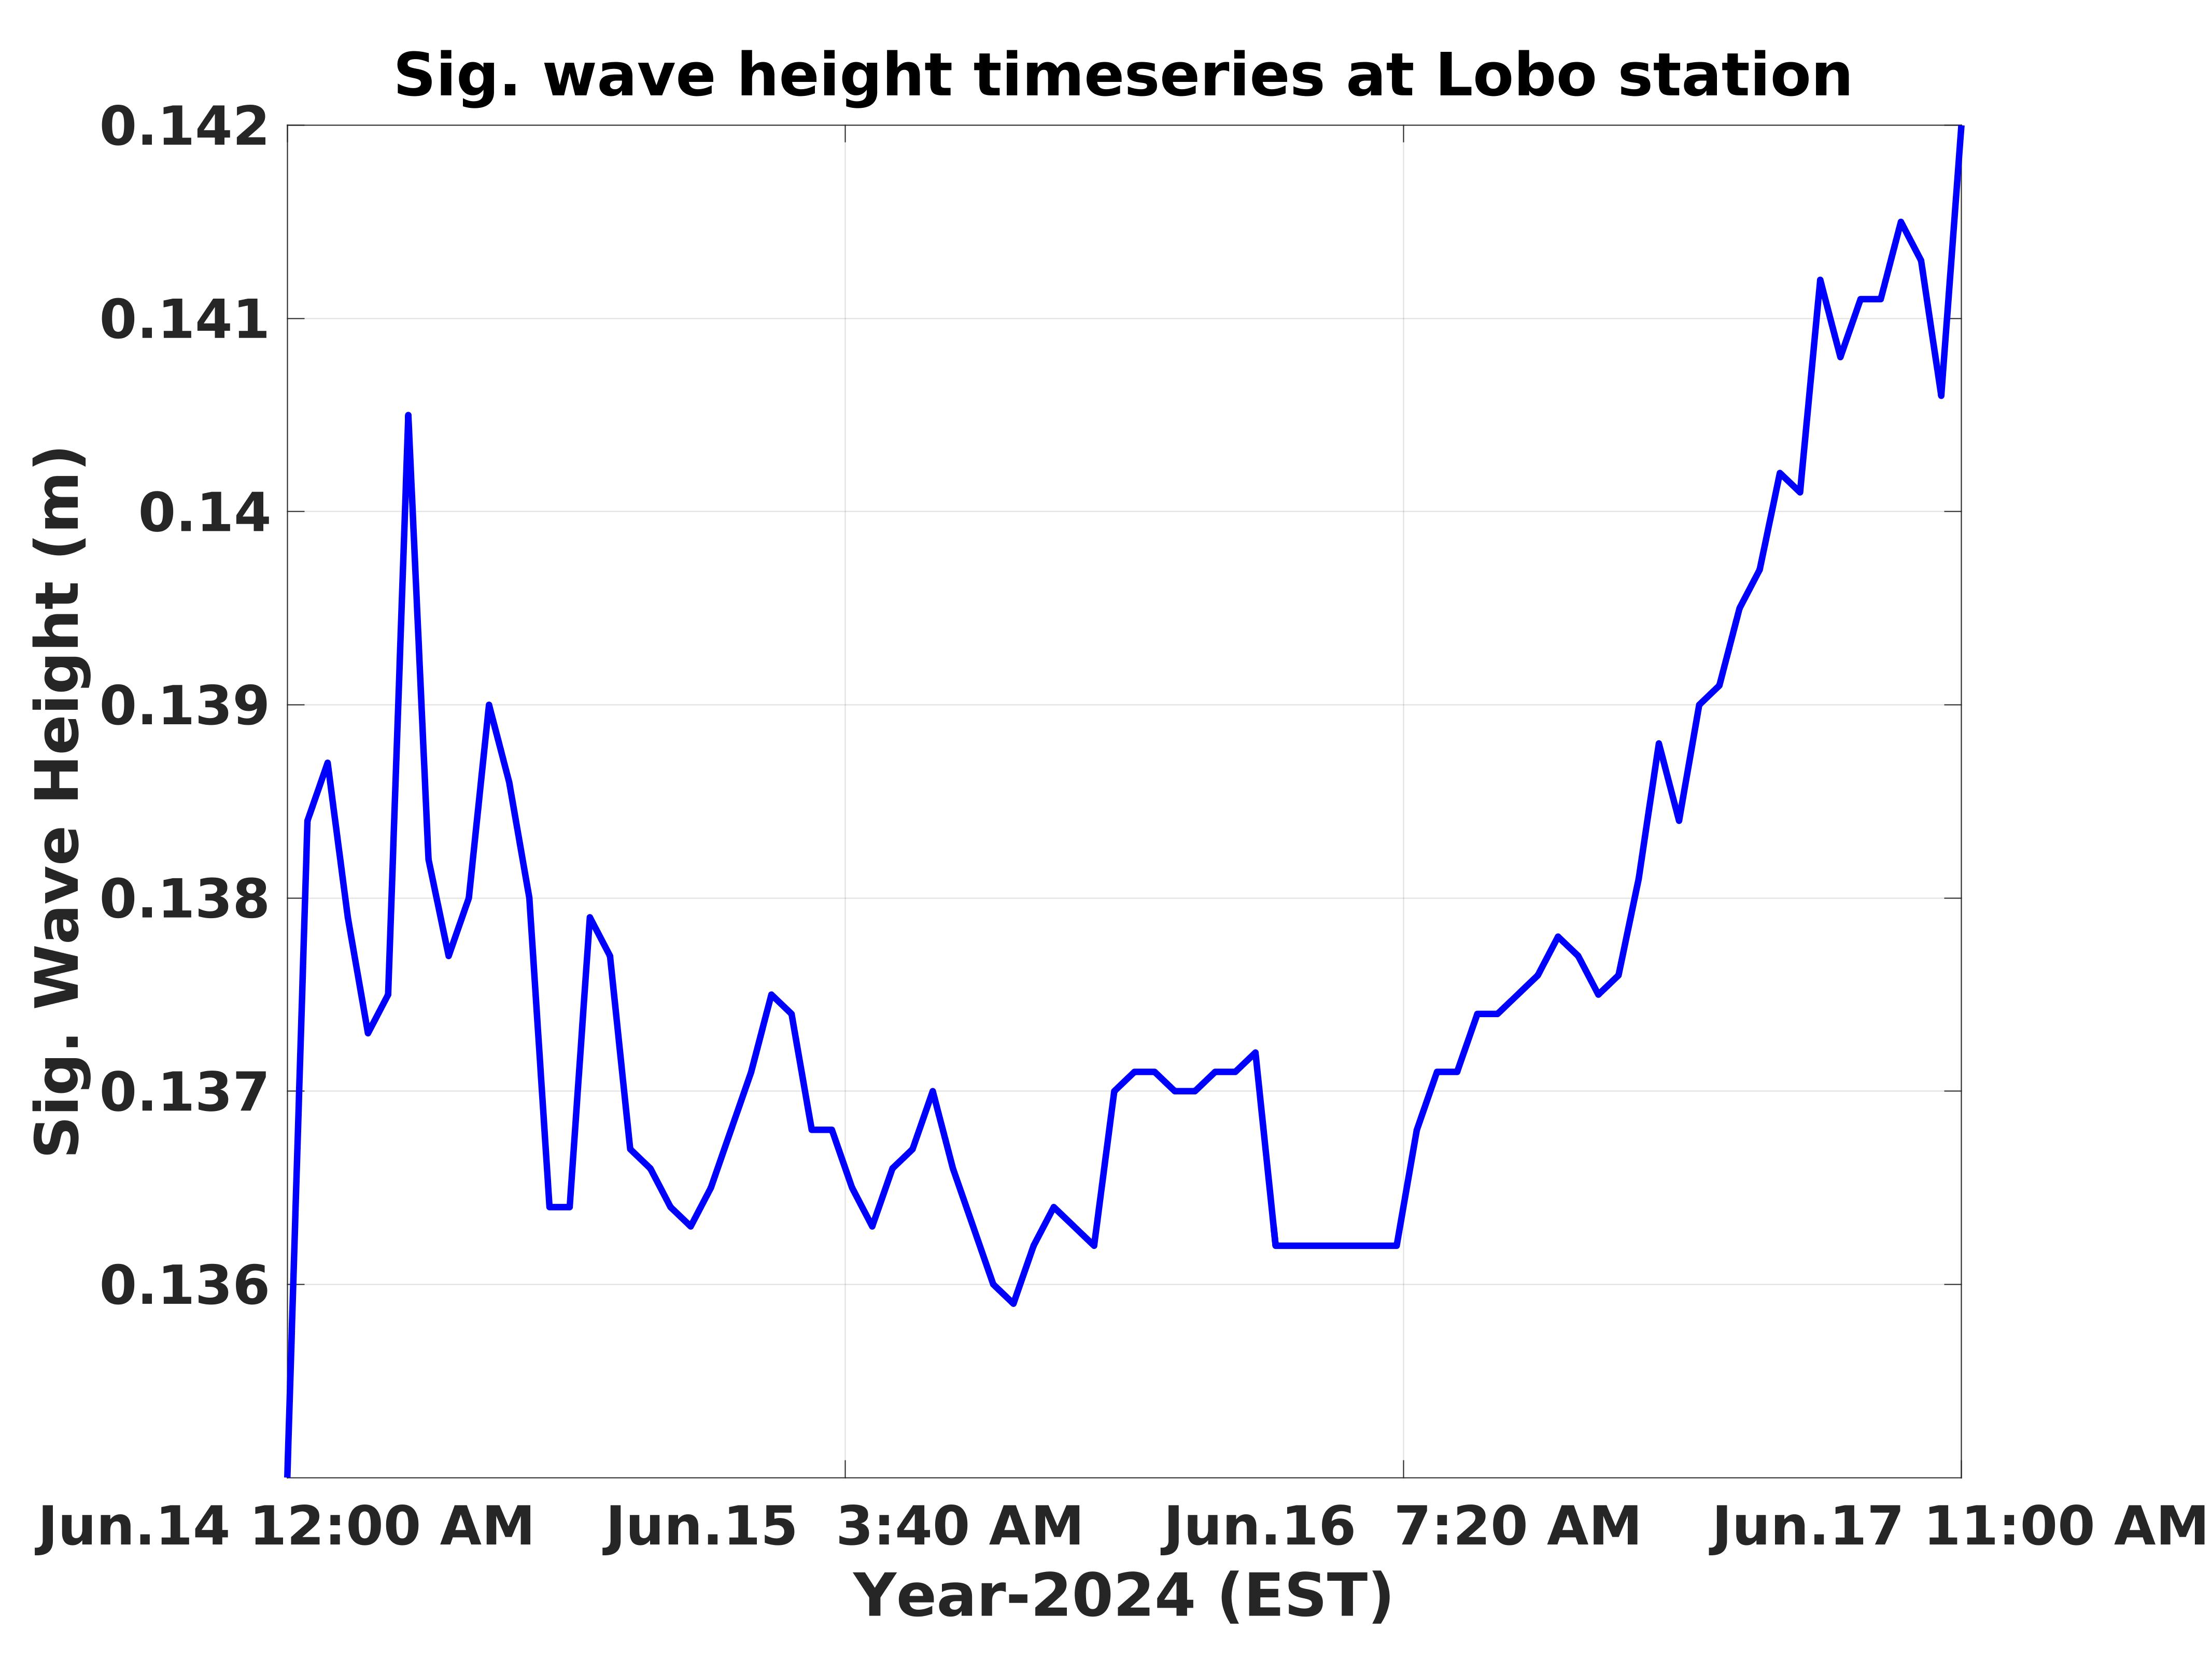 Sig. wave height timeseries at Lobo station
Sig. Wave Height (m)
0.142
0.141
0.14
0.139
0.138
0.137
0.136
Jun.14 12:00 AM
Jun.15 3:40 AM
Jun.16 7:20 AM
Jun.17 11:00 AM
Year-2024 (EST)